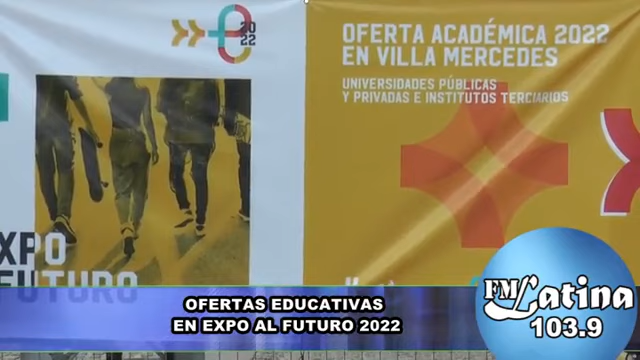 2022
OFERTA ACADÉMICA 2022
EN VILLA MERCEDES
UNIVERSIDADES PÚBLICAS
Y PRIVADAS E INSTITUTOS TERCIARIOS
XPO
FUTURO
OFERTAS EDUCATIVAS
EN EXPO AL FUTURO 2022
FM Latina
103.9